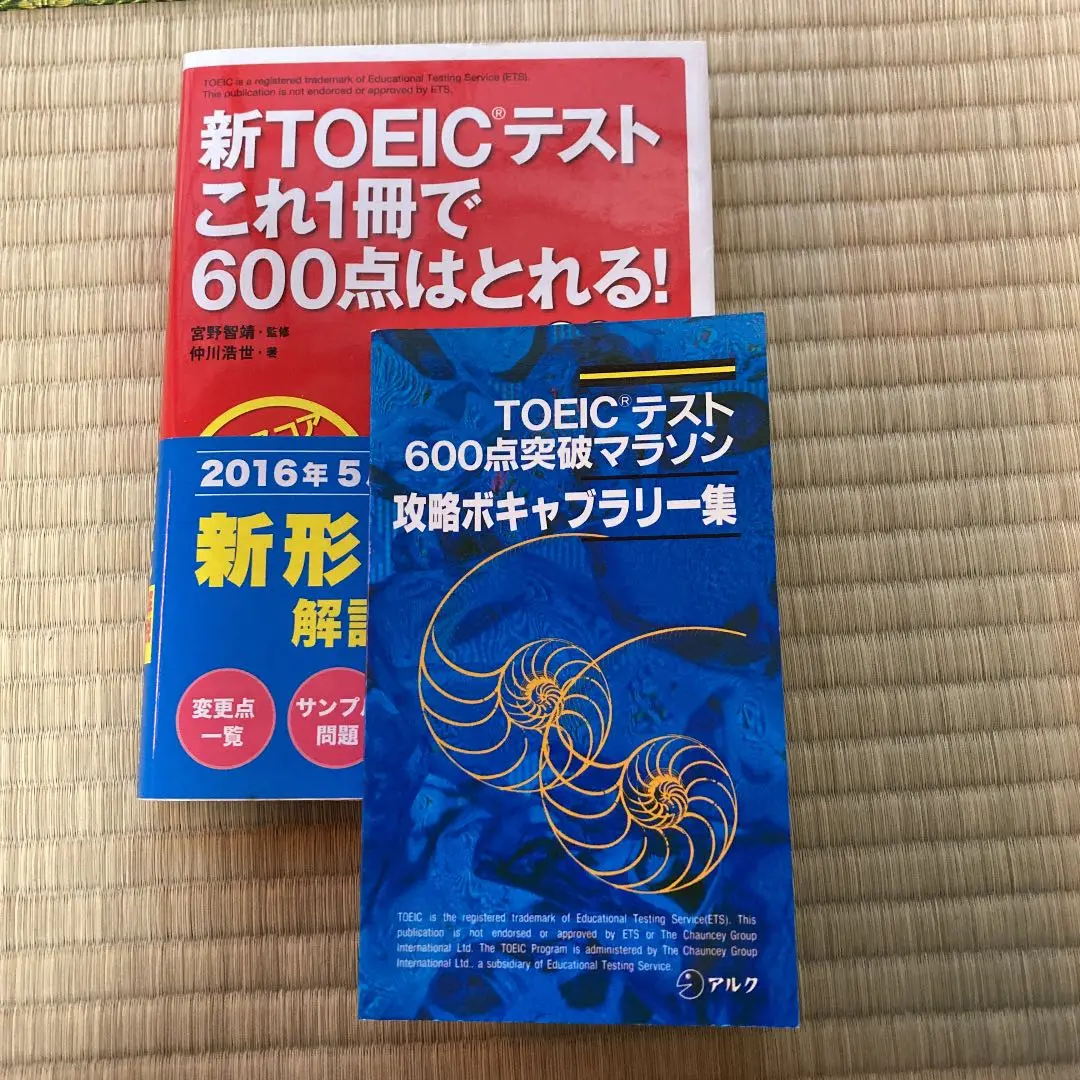 TOEIC is a registered trademark of Educational Testing Service (ETS).
This publication is not endorsed or approved by ETS.
新TOEIC®テスト
これ1冊で
600点はとれる!
宮野智靖・監修
仲川浩世・著
スコア
2016年5
新形
解
変更点
一覧
サンプル
問題
TOEIC®テスト
600点突破マラソン
攻略ボキャブラリー集
TOEIC is the registered trademark of Educational Testing Service(ETS). This
publication is not endorsed or approved by ETS or The Chauncey Group
International Ltd. The TOEIC Program is administered by The Chauncey Group
International Ltd., a subsidiary of Educational Testing Service.
アルク